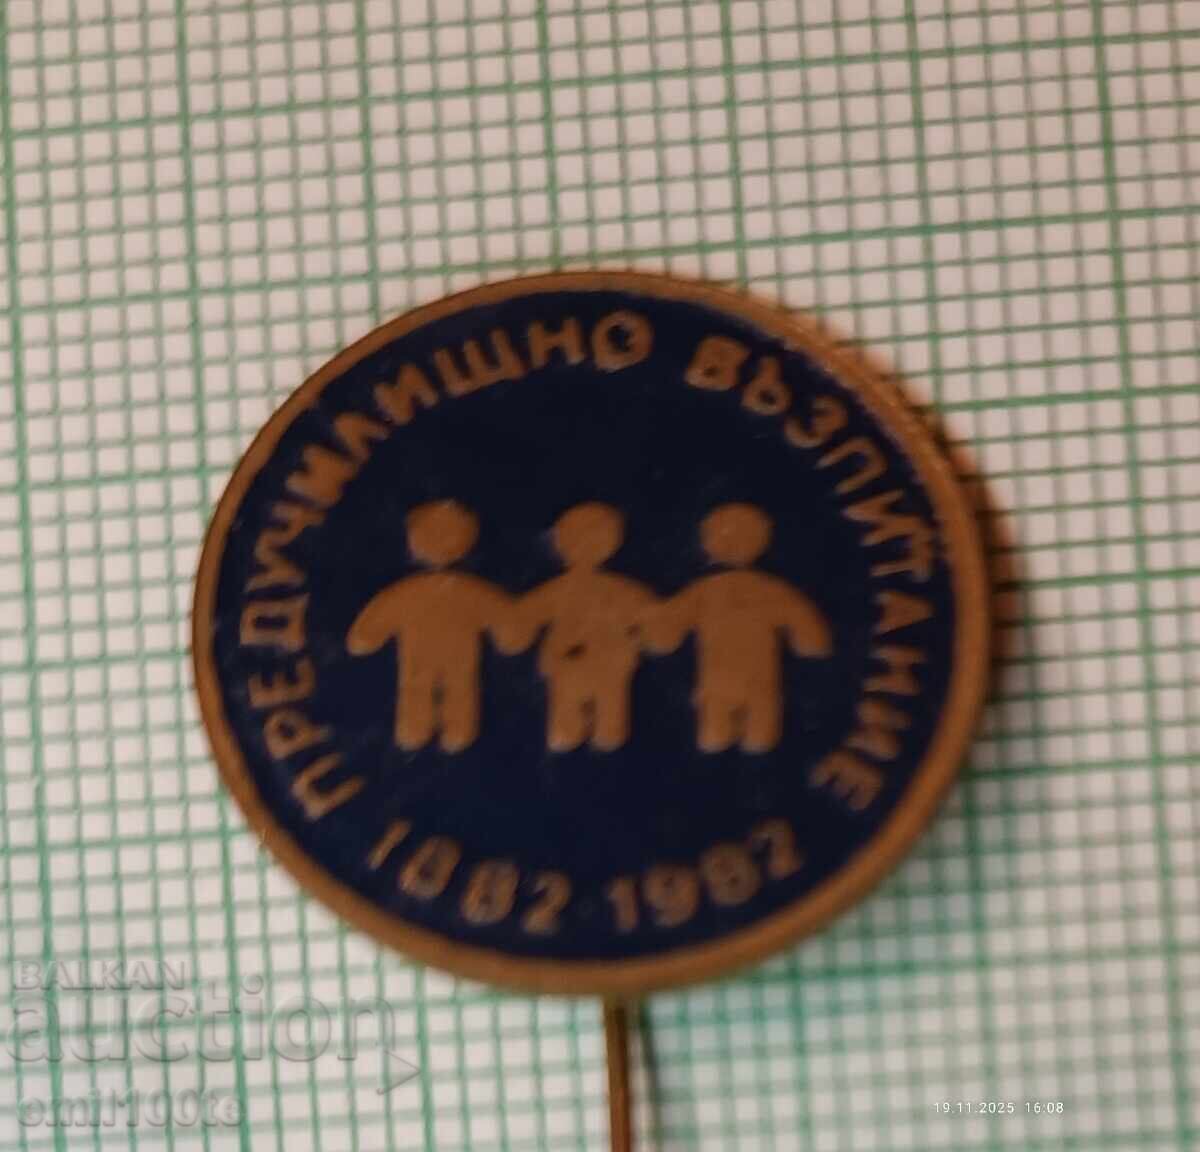 ПРЕДУЧИЛИЩНО ВЪЗПИТАНИЕ
1882 · 1982
BALKAN
auction
emil100te
19.11.2025 16:08